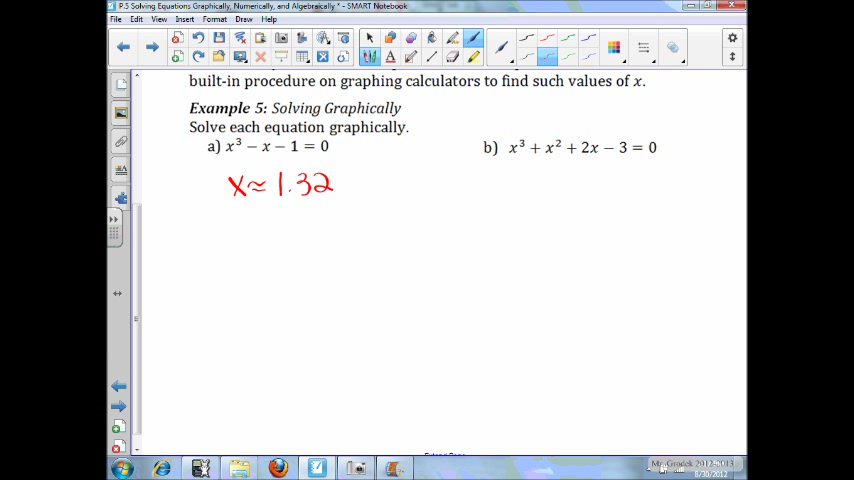 P.5 Solving Equations Graphically, Numerically, and Algebraically * - SMART Notebook
File Edit View Insert Format Draw Help
built-in procedure on graphing calculators to find such values of x.
Example 5: Solving Graphically
Solve each equation graphically.
a) x³ − x − 1 = 0
b) x³ + x² + 2x − 3 = 0
x ≈ 1.32
Extend Page
Mr. Gradek 2012-2013
8/30/2012